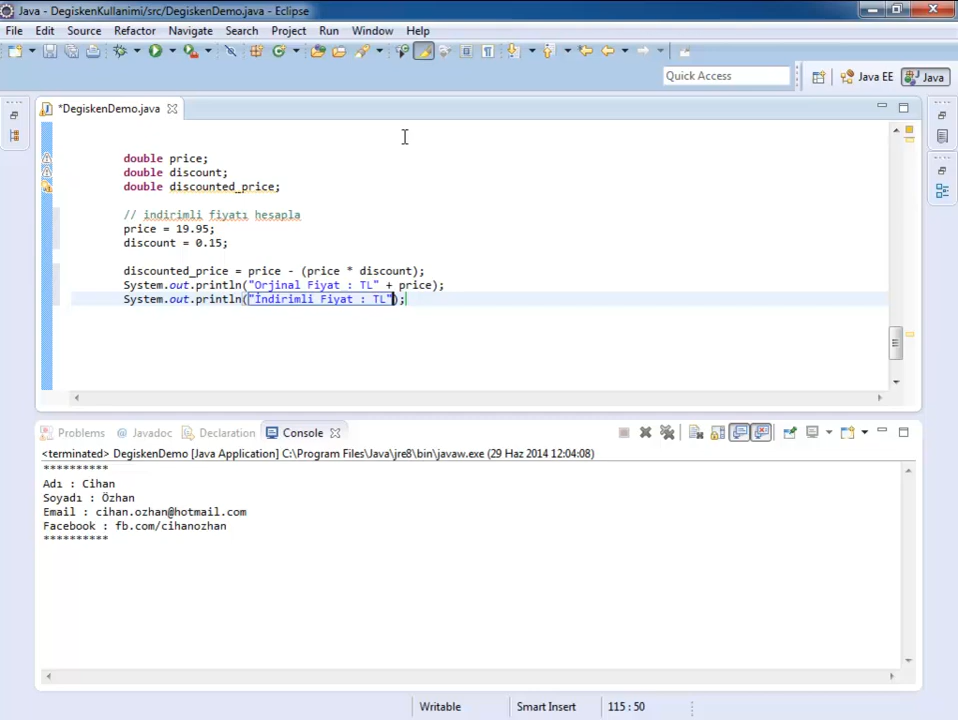 Java - DegiskenKullanimi/src/DegiskenDemo.java - Eclipse
File Edit Source Refactor Navigate Search Project Run Window Help
Quick Access
Java EE
Java
*DegiskenDemo.java
double price;
double discount;
double discounted_price;
// indirimli fiyatı hesapla
price = 19.95;
discount = 0.15;
discounted_price = price - (price * discount);
System.out.println("Orjinal Fiyat : TL" + price);
System.out.println("İndirimli Fiyat : TL");
Problems @ Javadoc Declaration Console
<terminated> DegiskenDemo [Java Application] C:\Program Files\Java\jre8\bin\javaw.exe (29 Haz 2014 12:04:08)
**********
Adı : Cihan
Soyadı : Özhan
Email : cihan.ozhan@hotmail.com
Facebook : fb.com/cihanozhan
**********
Writable Smart Insert 115 : 50